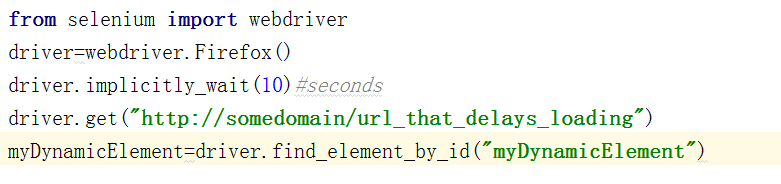 from selenium import webdriver
driver=webdriver.Firefox()
driver.implicitly_wait(10)#seconds
driver.get("http://somedomain/url_that_delays_loading")
myDynamicElement=driver.find_element_by_id("myDynamicElement")